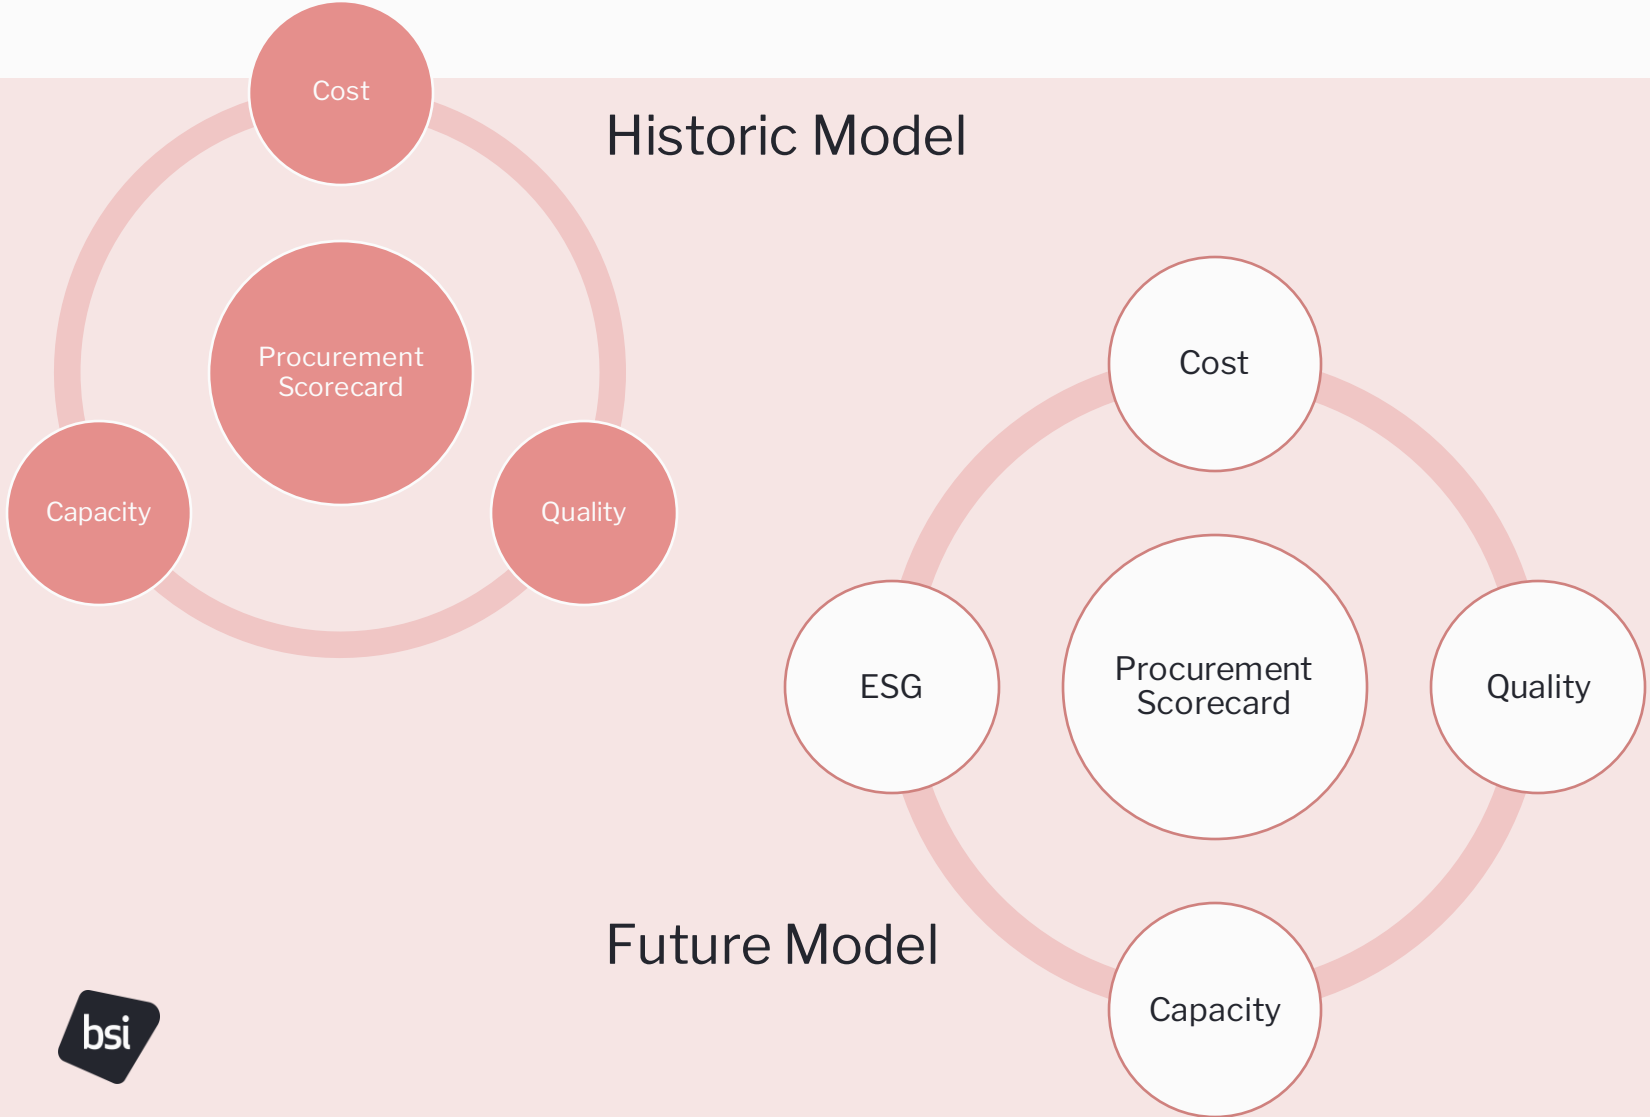 Cost
Historic Model
Procurement
Scorecard
Capacity
Quality
Cost
ESG
Procurement
Scorecard
Quality
Future Model
Capacity
bsi